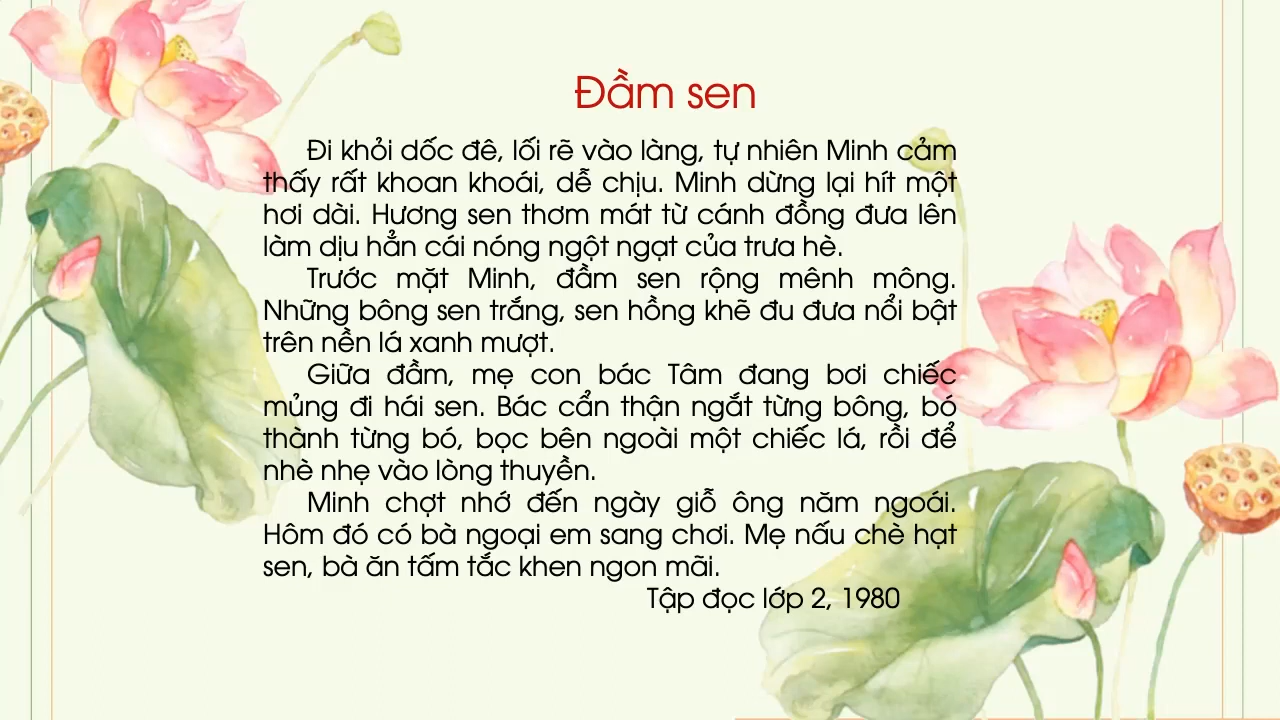 Đầm sen
Đi khỏi dốc đê, lối rẽ vào làng, tự nhiên Minh cảm
thấy rất khoan khoái, dễ chịu. Minh dừng lại hít một
hơi dài. Hương sen thơm mát từ cánh đồng đưa lên
làm dịu hẳn cái nóng ngột ngạt của trưa hè.
Trước mặt Minh, đầm sen rộng mênh mông.
Những bông sen trắng, sen hồng khẽ đu đưa nổi bật
trên nền lá xanh mượt.
Giữa đầm, mẹ con bác Tâm đang bơi chiếc
mủng đi hái sen. Bác cẩn thận ngắt từng bông, bó
thành từng bó, bọc bên ngoài một chiếc lá, rồi để
nhè nhẹ vào lòng thuyền.
Minh chợt nhớ đến ngày giỗ ông năm ngoái.
Hôm đó có bà ngoại em sang chơi. Mẹ nấu chè hạt
sen, bà ăn tấm tắc khen ngon mãi.
Tập đọc lớp 2, 1980